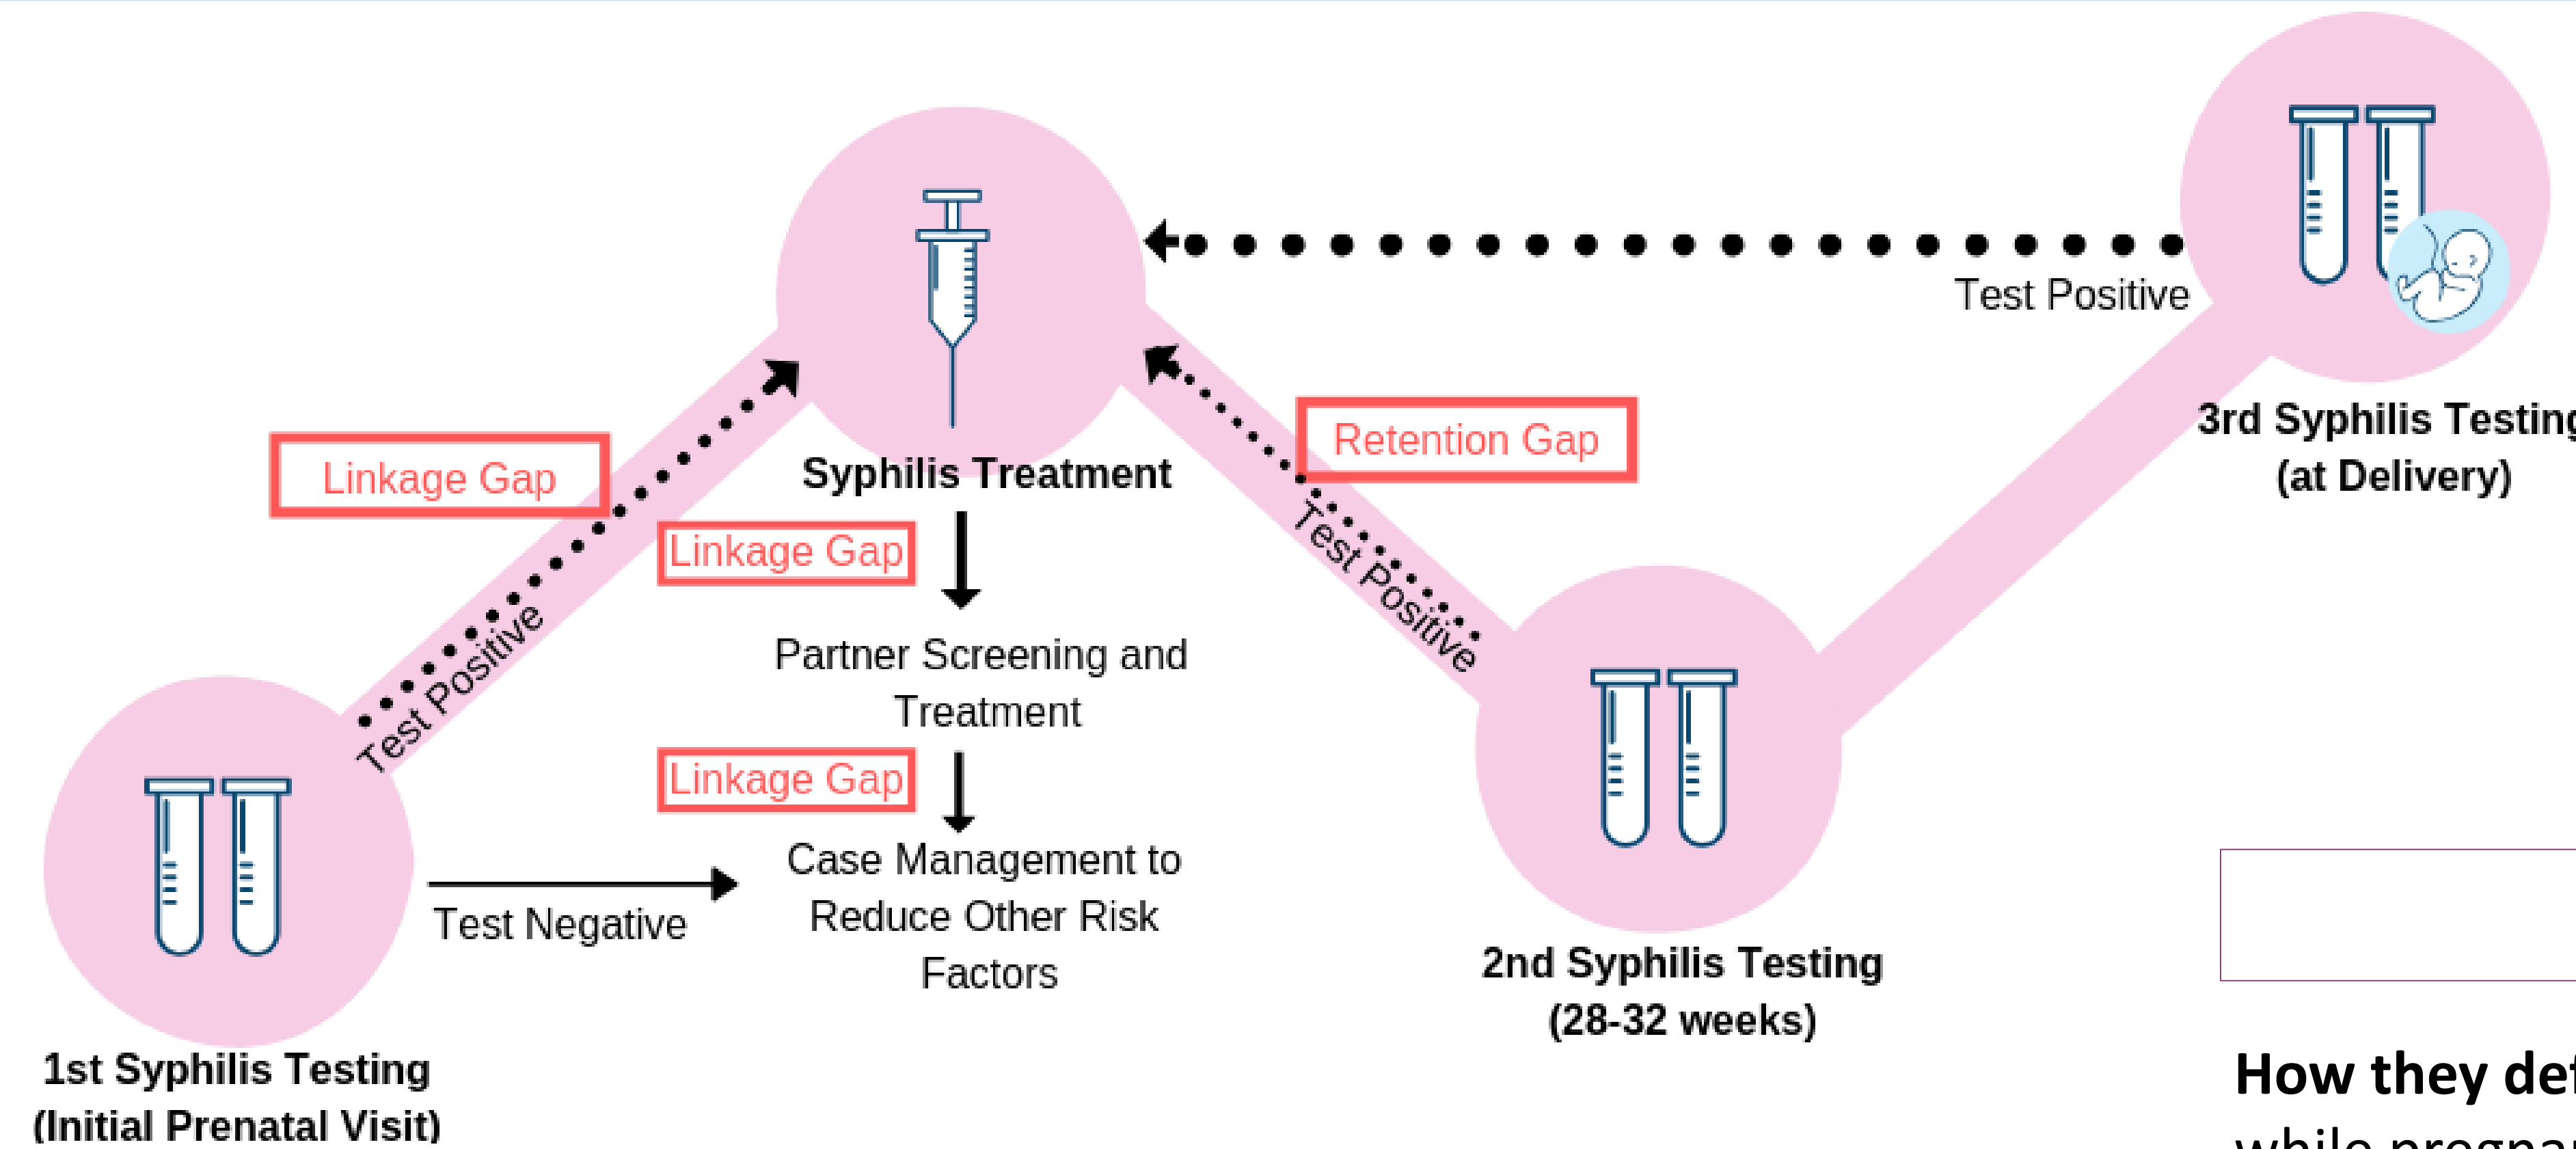 Test Positive
3rd Syphilis Testing
(at Delivery)
Linkage Gap
Test Positive
Syphilis Treatment
Retention Gap
Test Positive
Linkage Gap
Partner Screening and
Treatment
Linkage Gap
Case Management to
Reduce Other Risk
Factors
Test Negative
1st Syphilis Testing
(Initial Prenatal Visit)
2nd Syphilis Testing
(28-32 weeks)
How they
while